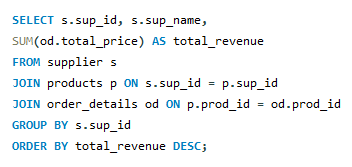 SELECT s.sup_id, s.sup_name,
SUM(od.total_price) AS total_revenue
FROM supplier s
JOIN products p ON s.sup_id = p.sup_id
JOIN order_details od ON p.prod_id = od.prod_id
GROUP BY s.sup_id
ORDER BY total_revenue DESC;